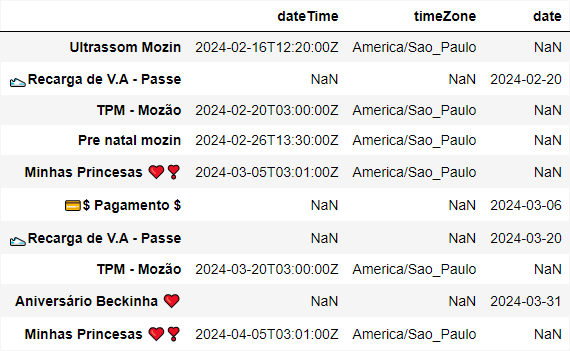 dateTime timeZone date
Ultrassom Mozin 2024-02-16T12:20:00Z America/Sao_Paulo NaN
👟Recarga de V.A - Passe NaN NaN 2024-02-20
TPM - Mozão 2024-02-20T03:00:00Z America/Sao_Paulo NaN
Pre natal mozin 2024-02-26T13:30:00Z America/Sao_Paulo NaN
Minhas Princesas ❤️❣️ 2024-03-05T03:01:00Z America/Sao_Paulo NaN
💳$ Pagamento $ NaN NaN 2024-03-06
👟Recarga de V.A - Passe NaN NaN 2024-03-20
TPM - Mozão 2024-03-20T03:00:00Z America/Sao_Paulo NaN
Aniversário Beckinha ❤️ NaN NaN 2024-03-31
Minhas Princesas ❤️❣️ 2024-04-05T03:01:00Z America/Sao_Paulo NaN